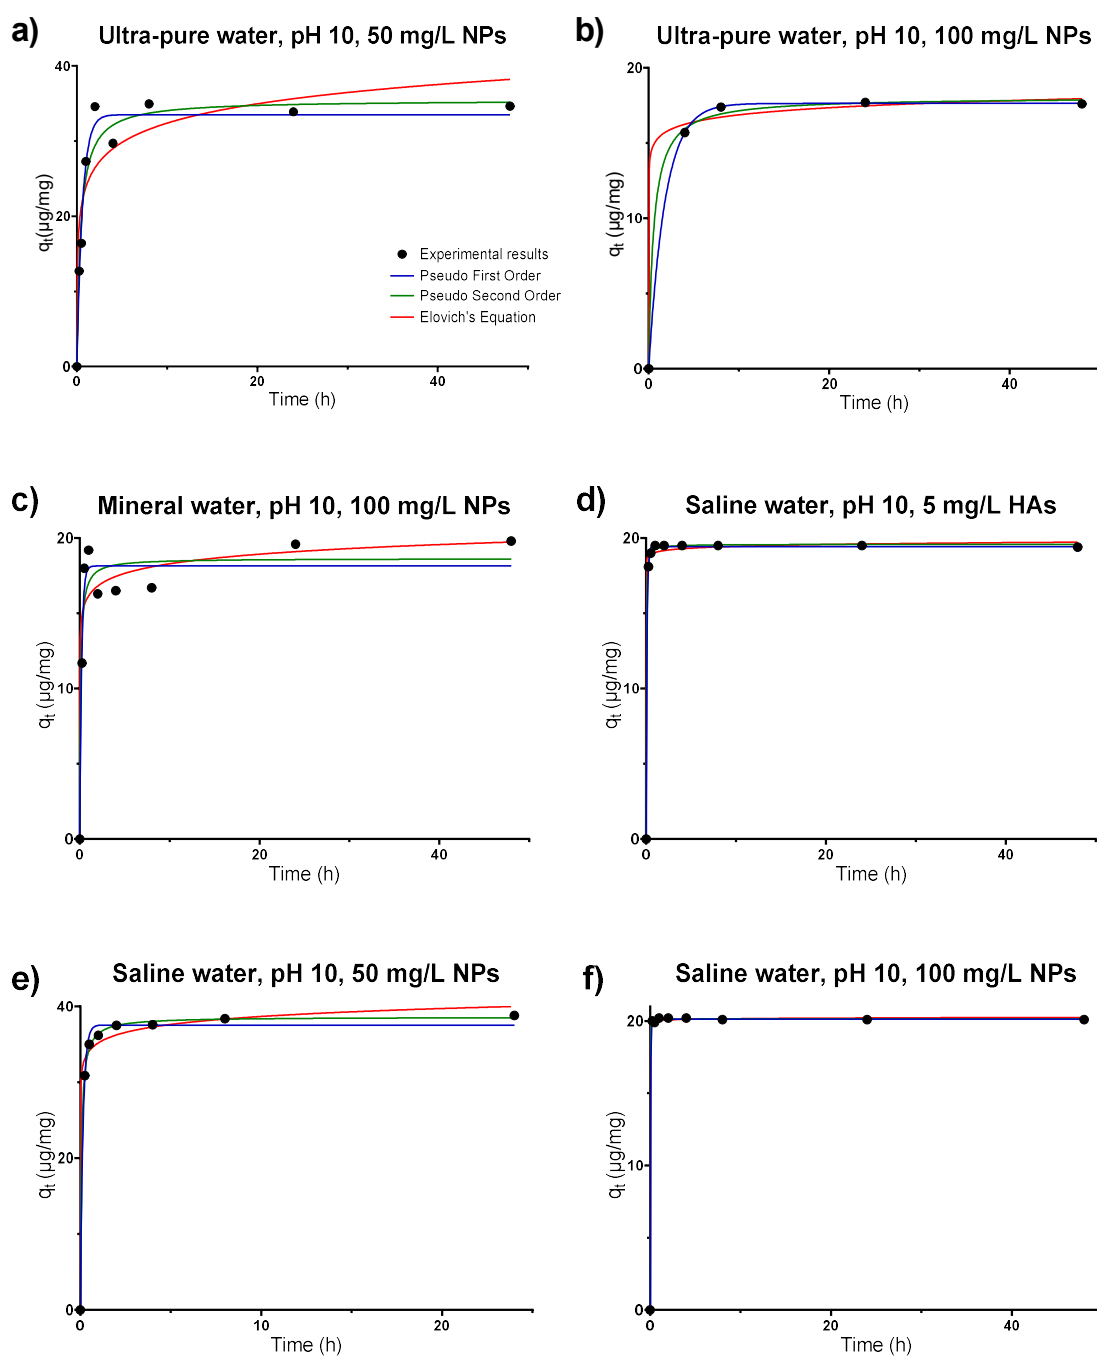 a)
Ultra-pure water, pH 10, 50 mg/L NPs
40
20
0
qt(µg/mg)
0
20
40
Time (h)
Experimental results
Pseudo First Order
Pseudo Second Order
Elovich's Equation
b)
Ultra-pure water, pH 10, 100 mg/L NPs
20
10
0
qt (µg/mg)
0
20
40
Time (h)
c)
Mineral water, pH 10, 100 mg/L NPs
20
10
0
qt (µg/mg)
0
20
40
Time (h)
d)
Saline water, pH 10, 5 mg/L HAs
20
10
0
qt (µg/mg)
0
20
40
Time (h)
e)
Saline water, pH 10, 50 mg/L NPs
40
20
0
qt (µg/mg)
0
10
20
Time (h)
f)
Saline water, pH 10, 100 mg/L NPs
20
10
0
qt (µg/mg)
0
20
40
Time (h)